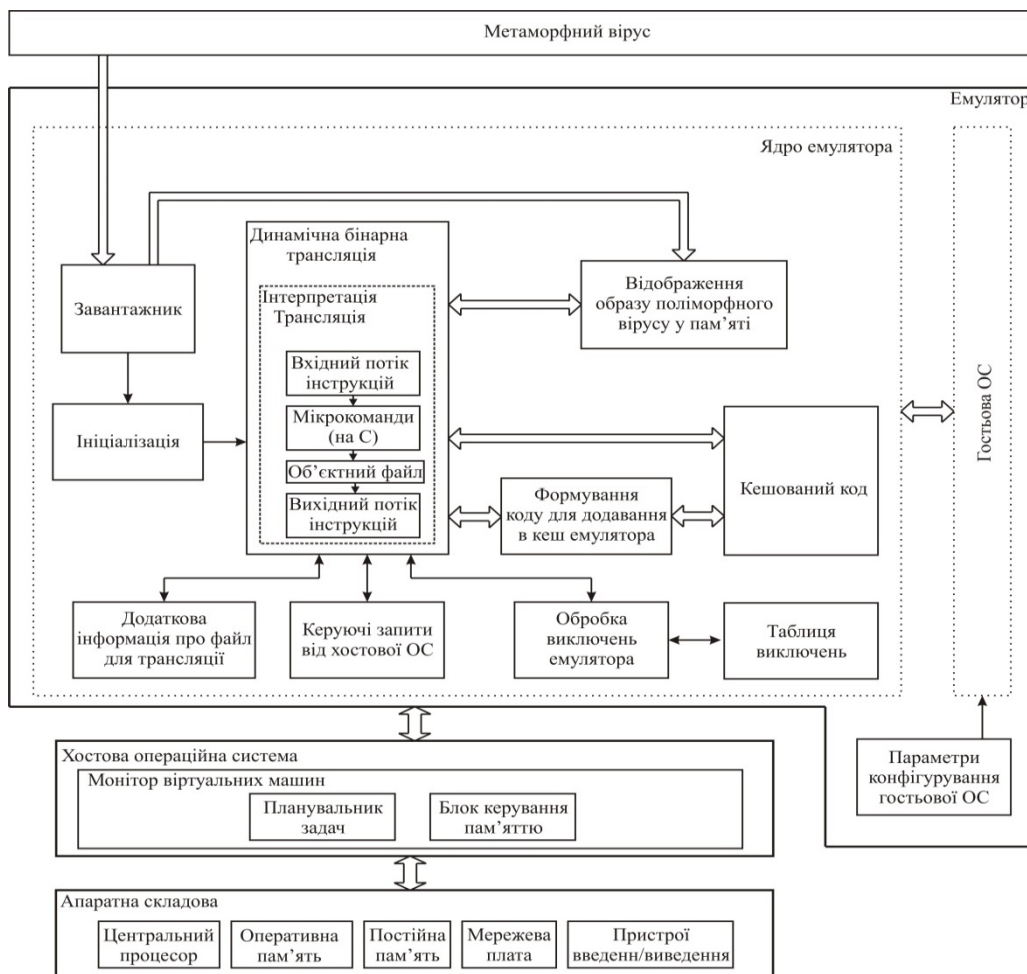 Метаморфний вірус
Емулятор
Ядро емулятора
Динамічна бінарна
трансляція
Завантажник
Відображення
образу поліморфного
вірусу у пам’яті
Інтерпретація
Трансляція
Вхідний потік
інструкцій
Ініціалізація
Мікрокоманди
(на С)
Об’єктний файл
Вихідний потік
інструкцій
Формування
коду для додавання
в кеш емулятора
Кешований код
Гостьова ОС
Додаткова
інформація про файл
для трансляції
Керуючі запити
від хостової ОС
Обробка
виключень
емулятора
Таблиця
виключень
Хостова операційна система
Монітор віртуальних машин
Планувальник
задач
Блок керування
пам’яттю
Параметри
конфігурування
гостьової ОС
Апаратна складова
Центральний
процесор
Оперативна
пам’ять
Постійна
пам’ять
Мережева
плата
Пристрої
введенн/виведення